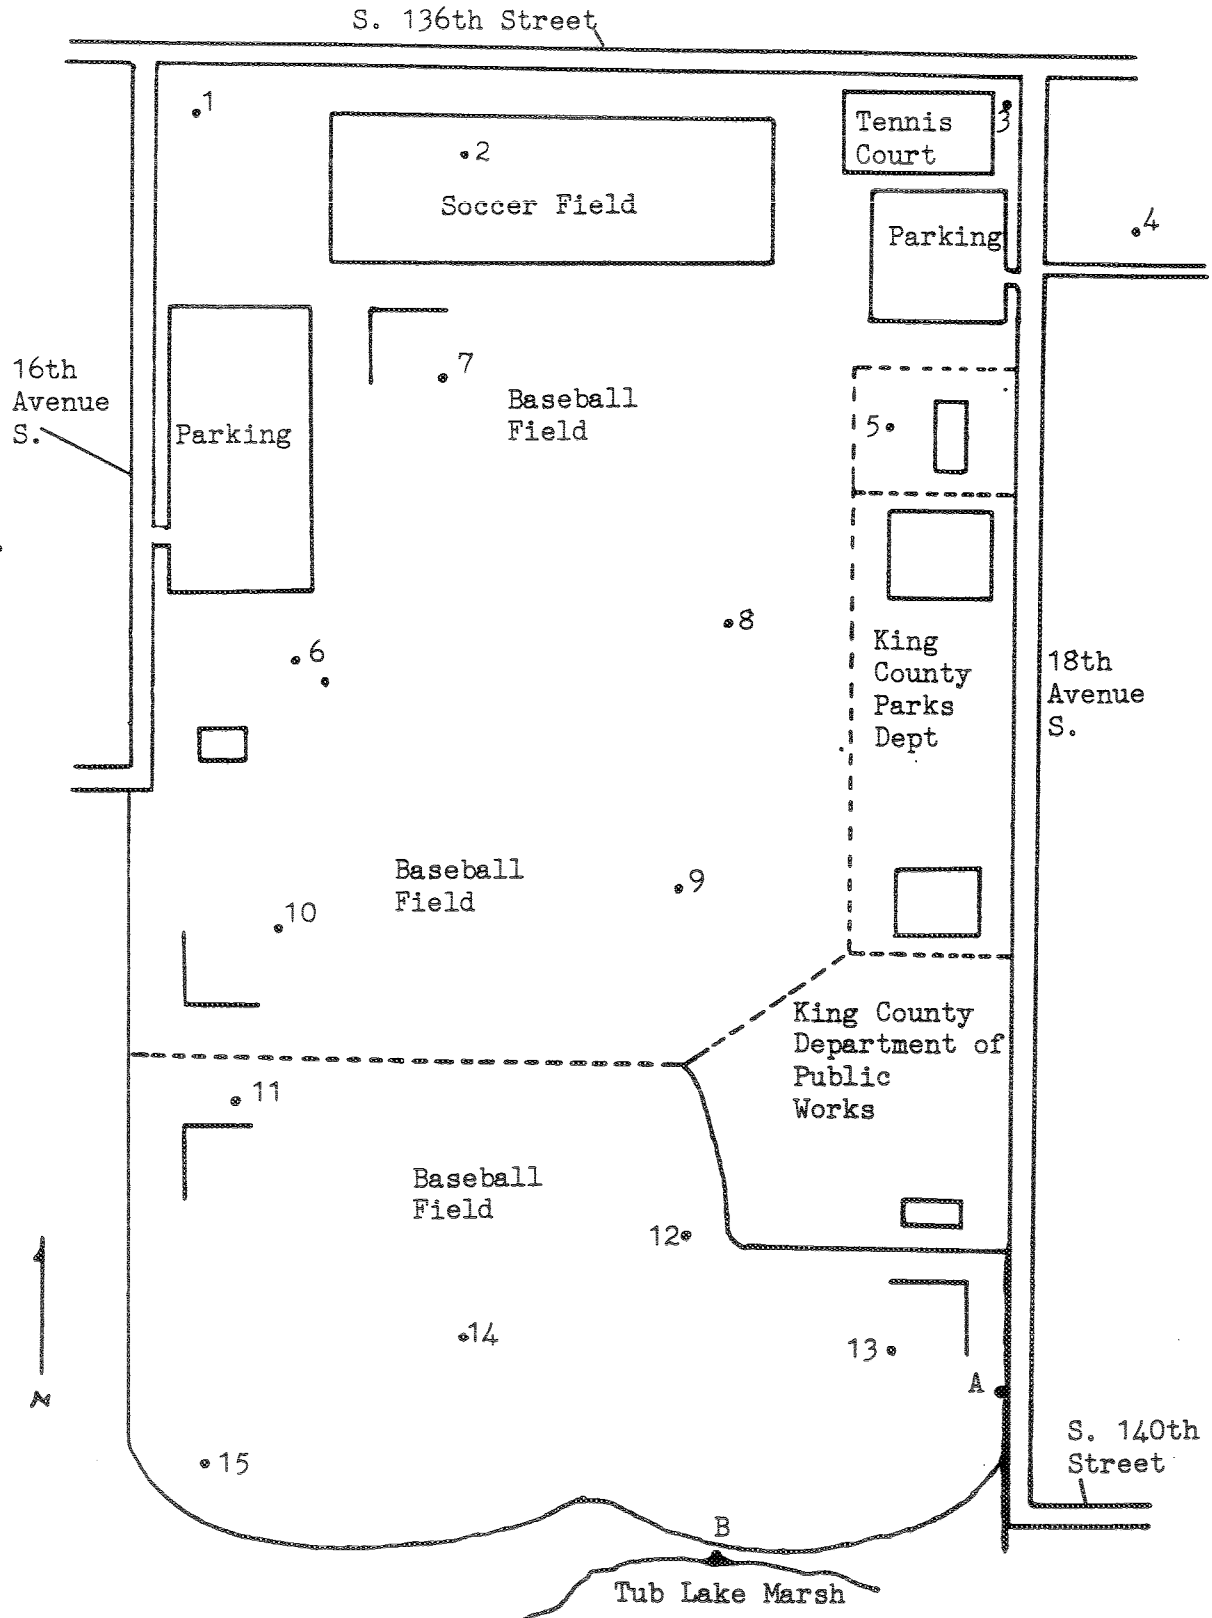 S. 136th Street
1
2
Soccer Field
Tennis
Court
3
4
Parking
16th
Avenue
S.
Parking
7
Baseball
Field
5
6
8
King
County
Parks
Dept
18th
Avenue
S.
Baseball
Field
9
10
King County
Department of
Public
Works
11
Baseball
Field
12
14
13
A
N
15
S. 140th
Street
B
Tub Lake Marsh